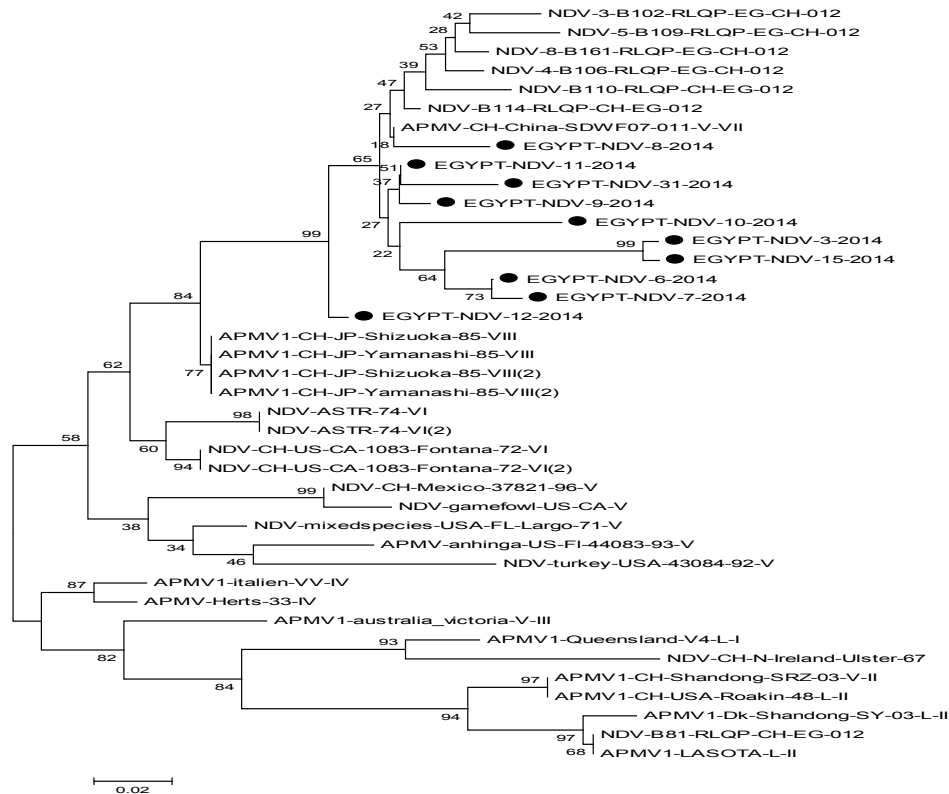 42
NDV-3-B102-RLQP-EG-CH-012
28
NDV-5-B109-RLQP-EG-CH-012
53
NDV-8-B161-RLQP-EG-CH-012
39
NDV-4-B106-RLQP-EG-CH-012
47
NDV-B110-RLQP-CH-EG-012
27
NDV-B114-RLQP-CH-EG-012
APMV-CH-China-SDWF07-011-V-VII
18
EGYPT-NDV-8-2014
65
51
EGYPT-NDV-11-2014
37
EGYPT-NDV-31-2014
EGYPT-NDV-9-2014
27
EGYPT-NDV-10-2014
99
22
99
EGYPT-NDV-3-2014
EGYPT-NDV-15-2014
64
EGYPT-NDV-6-2014
73
EGYPT-NDV-7-2014
84
EGYPT-NDV-12-2014
APMV1-CH-JP-Shizuoka-85-VIII
APMV1-CH-JP-Yamanashi-85-VIII
77
APMV1-CH-JP-Shizuoka-85-VIII(2)
APMV1-CH-JP-Yamanashi-85-VIII(2)
62
98
NDV-ASTR-74-VI
NDV-ASTR-74-VI(2)
60
58
94
NDV-CH-US-CA-1083-Fontana-72-VI
NDV-CH-US-CA-1083-Fontana-72-VI(2)
99
NDV-CH-Mexico-37821-96-V
NDV-gamefowl-US-CA-V
38
NDV-mixedspecies-USA-FL-Largo-71-V
34
APMV-anhinga-US-Fl-44083-93-V
46
NDV-turkey-USA-43084-92-V
87
APMV1-italien-VV-IV
APMV-Herts-33-IV
APMV1-australia_victoria-V-III
82
93
APMV1-Queensland-V4-L-I
NDV-CH-N-Ireland-Ulster-67
84
97
APMV1-CH-Shandong-SRZ-03-V-II
APMV1-CH-USA-Roakin-48-L-II
94
APMV1-Dk-Shandong-SY-03-L-II
97
NDV-B81-RLQP-CH-EG-012
68
APMV1-LASOTA-L-II
0.02